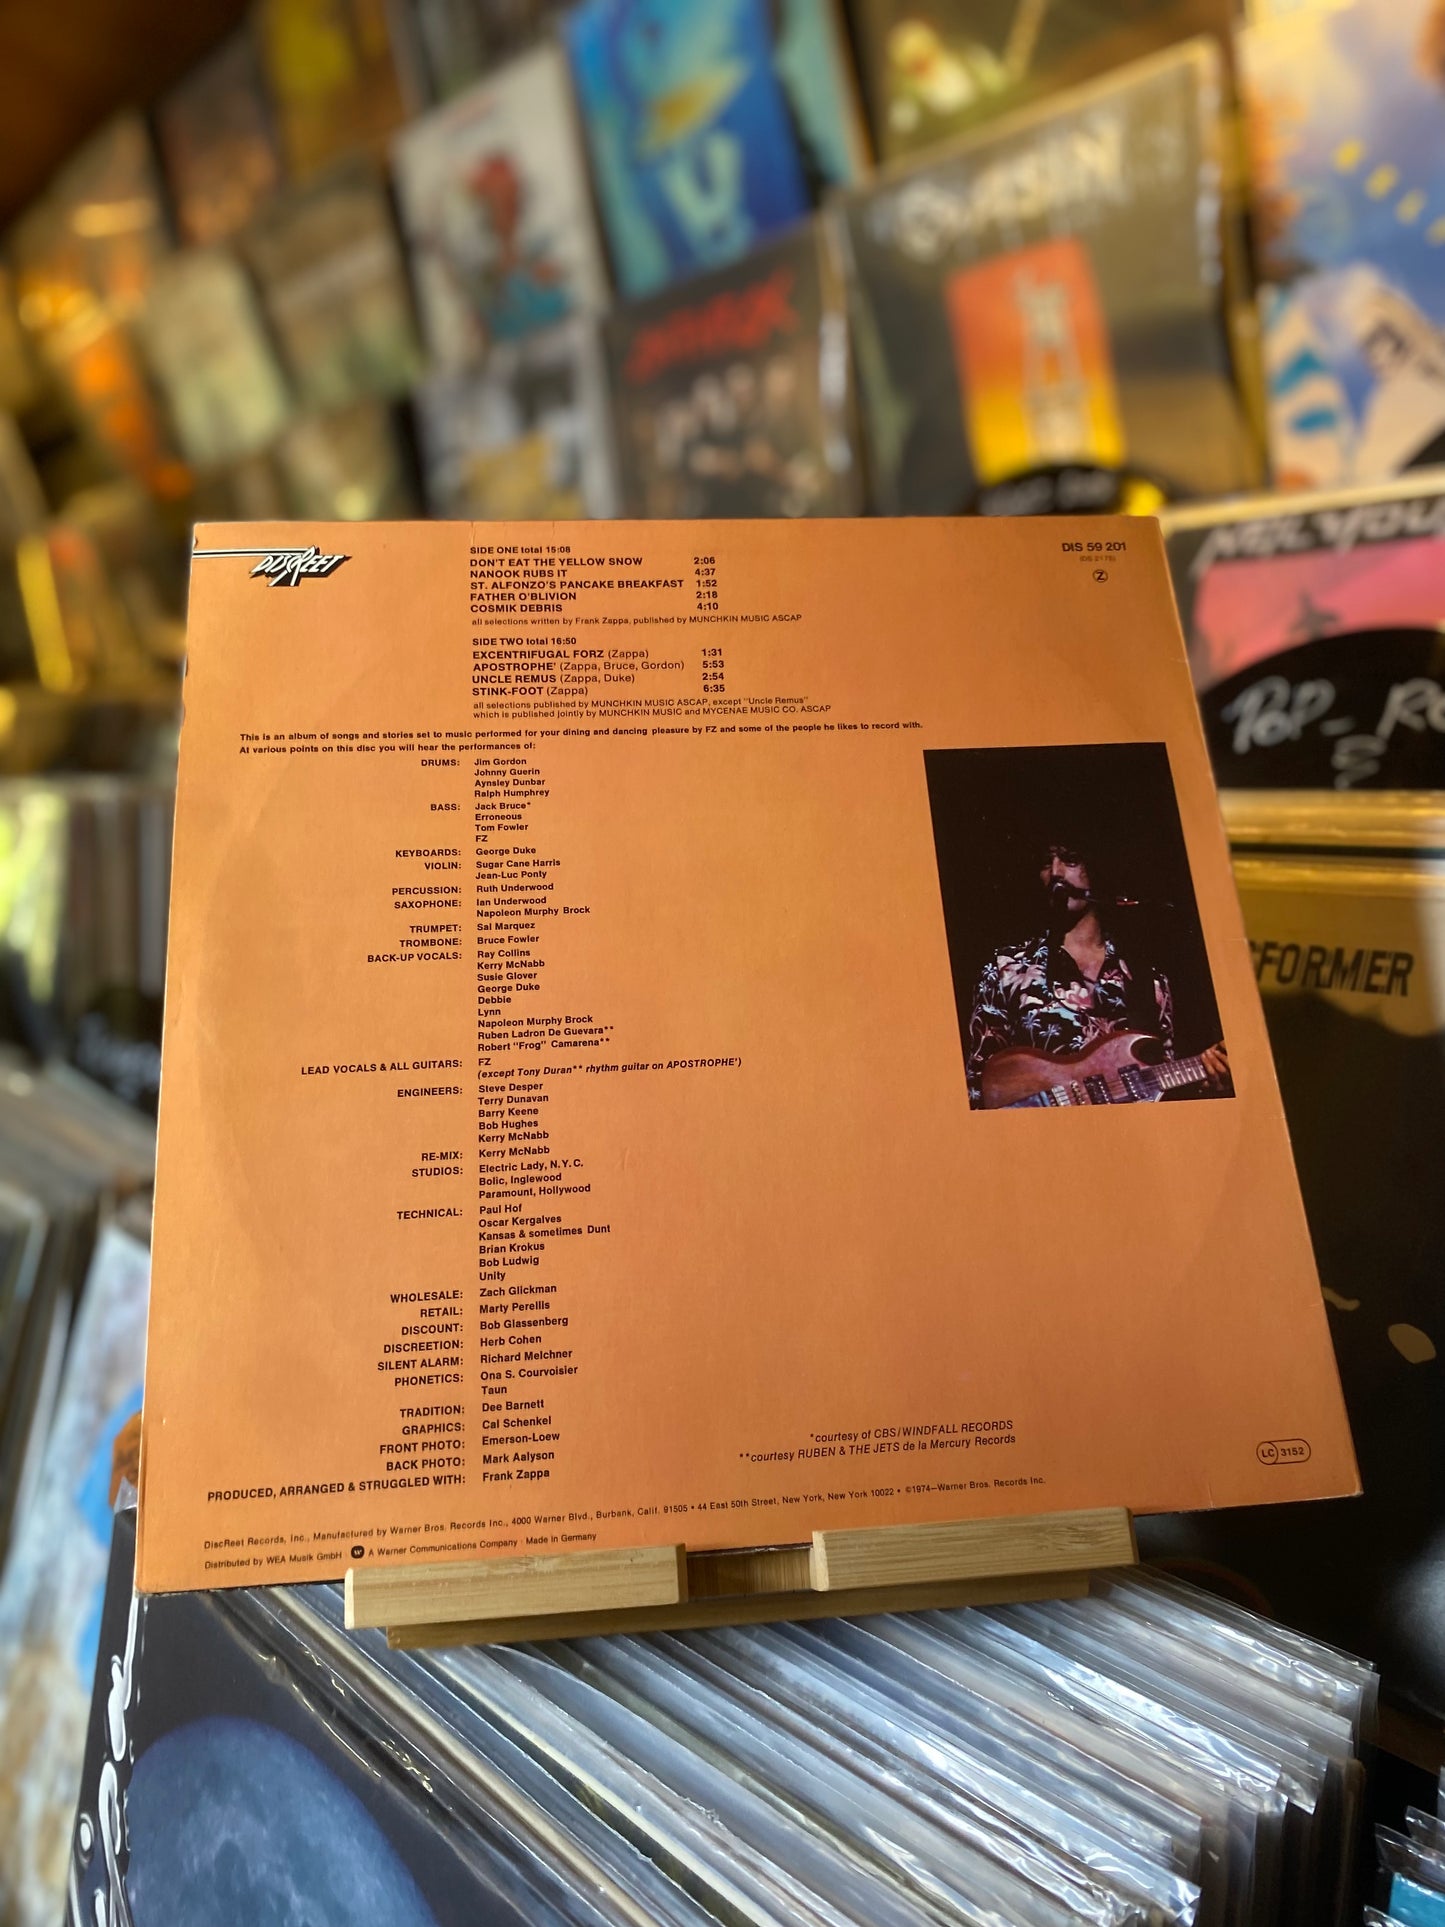 DISCREET
SIDE ONE total 15:08
DON'T EAT THE YELLOW SNOW 2:06
NANOOK RUBS IT 4:37
ST. ALFONZO'S PANCAKE BREAKFAST 1:52
FATHER O'BLIVION 2:18
COSMIK DEBRIS 4:10
all selections written by Frank Zappa, published by MUNCHKIN MUSIC ASCAP
DIS 59 201
(DS 2175)
Z
SIDE TWO total 16:50
EXCENTRIFUGAL FORZ (Zappa) 1:31
APOSTROPHE' (Zappa, Bruce, Gordon) 5:53
UNCLE REMUS (Zappa, Duke) 2:54
STINK-FOOT (Zappa) 6:35
all selections published by MUNCHKIN MUSIC ASCAP, except "Uncle Remus"
which is published jointly by MUNCHKIN MUSIC and MYCENAE MUSIC CO. ASCAP
This is an album of songs and stories set to music performed for your dining and dancing pleasure by FZ and some of the people he likes to record with.
At various points on this disc you will hear the performances of:
DRUMS: Jim Gordon
Johnny Guerin
Aynsley Dunbar
Ralph Humphrey
BASS: Jack Bruce*
Erroneous
Tom Fowler
FZ
KEYBOARDS: George Duke
VIOLIN: Sugar Cane Harris
Jean-Luc Ponty
PERCUSSION: Ruth Underwood
SAXOPHONE: Ian Underwood
Napoleon Murphy Brock
TRUMPET: Sal Marquez
TROMBONE: Bruce Fowler
BACK-UP VOCALS: Ray Collins
Kerry McNabb
Susie Glover
George Duke
Debbie
Lynn
Napoleon Murphy Brock
Ruben Ladron De Guevara**
Robert "Frog" Camarena**
LEAD VOCALS & ALL GUITARS: FZ
(except Tony Duran** rhythm guitar on APOSTROPHE')
ENGINEERS: Steve Desper
Terry Dunavan
Barry Keene
Bob Hughes
Kerry McNabb
RE-MIX: Kerry McNabb
STUDIOS: Electric Lady, N.Y.C.
Bolic, Inglewood
Paramount, Hollywood
TECHNICAL: Paul Hof
Oscar Kergalves
Kansas & sometimes Dunt
Brian Krokus
Bob Ludwig
Unity
WHOLESALE: Zach Glickman
RETAIL: Marty Perellis
DISCOUNT: Bob Glassenberg
DISCREETION: Herb Cohen
SILENT ALARM: Richard Melchner
PHONETICS: Ona S. Courvoisier
Taun
TRADITION: Dee Barnett
GRAPHICS: Cal Schenkel
FRONT PHOTO: Emerson-Loew
BACK PHOTO: Mark Aalyson
PRODUCED, ARRANGED & STRUGGLED WITH: Frank Zappa
*courtesy of CBS/WINDFALL RECORDS
**courtesy RUBEN & THE JETS de la Mercury Records
LC 3152
DiscReet Records, Inc., Manufactured by Warner Bros. Records Inc., 4000 Warner Blvd., Burbank, Calif. 91505 • 44 East 50th Street, New York, New York 10022 • ©1974—Warner Bros. Records Inc.
Distributed by WEA Musik GmbH · A Warner Communications Company · Made in Germany
NEIL YOUNG
POP-
FORMER